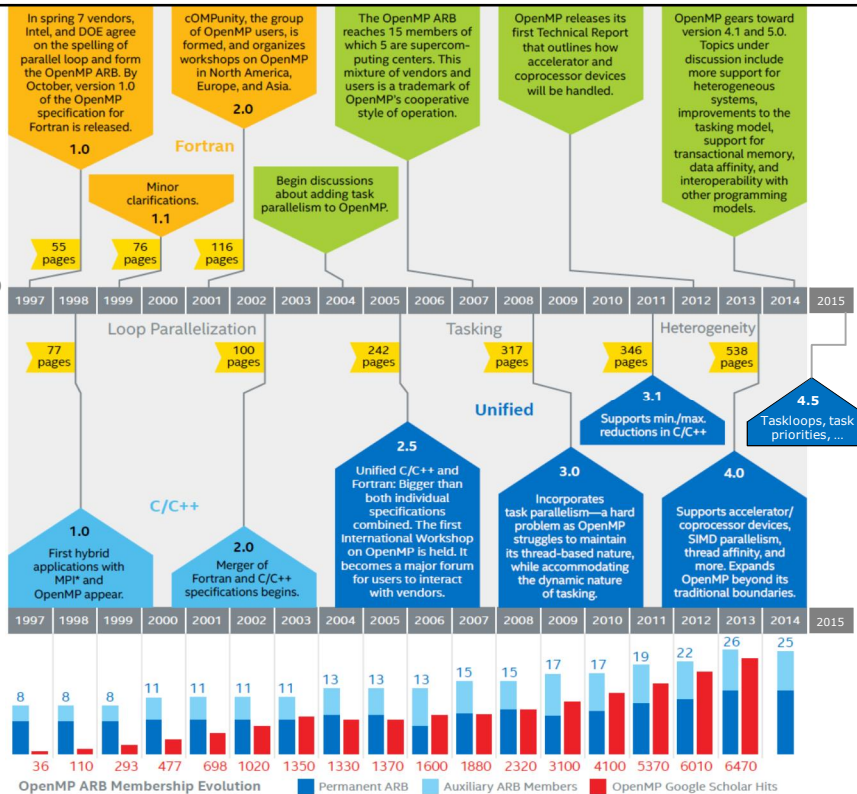 In spring 7 vendors,
Intel, and DOE agree
on the spelling of
parallel loop and form
the OpenMP ARB. By
October, version 1.0
of the OpenMP
specification for
Fortran is released.
1.0
cOMPunity, the group
of OpenMP users, is
formed, and organizes
workshops on OpenMP
in North America,
Europe, and Asia.
2.0
The OpenMP ARB
reaches 15 members of
which 5 are supercom-
puting centers. This
mixture of vendors and
users is a trademark of
OpenMP's cooperative
style of operation.
OpenMP releases its
first Technical Report
that outlines how
accelerator and
coprocessor devices
will be handled.
OpenMP gears toward
version 4.1 and 5.0.
Topics under
discussion include
more support for
heterogeneous
systems,
improvements to the
tasking model,
support for
transactional memory,
data affinity, and
interoperability with
other programming
models.
Fortran
Minor
clarifications.
1.1
Begin discussions
about adding task
parallelism to OpenMP.
55
pages
76
pages
116
pages
1997 1998 1999 2000 2001 2002 2003 2004 2005 2006 2007 2008 2009 2010 2011 2012 2013 2014 2015
Loop Parallelization Tasking Heterogeneity
77
pages
100
pages
242
pages
317
pages
346
pages
538
pages
4.5
Taskloops, task
priorities, ...
3.1
Supports min./max.
reductions in C/C++
Unified
C/C++
1.0
First hybrid
applications with
MPI* and
OpenMP appear.
2.0
Merger of
Fortran and C/C++
specifications begins.
2.5
Unified C/C++ and
Fortran: Bigger than
both individual
specifications
combined. The first
International Workshop
on OpenMP is held. It
becomes a major forum
for users to interact
with vendors.
3.0
Incorporates
task parallelism—a hard
problem as OpenMP
struggles to maintain
its thread-based nature,
while accommodating
the dynamic nature
of tasking.
4.0
Supports accelerator/
coprocessor devices,
SIMD parallelism,
thread affinity, and
more. Expands
OpenMP beyond its
traditional boundaries.
1997 1998 1999 2000 2001 2002 2003 2004 2005 2006 2007 2008 2009 2010 2011 2012 2013 2014 2015
8 8 8 11 11 11 11 13 13 13 15 15 17 17 19 22 26 25
36 110 293 477 698 1020 1350 1330 1370 1600 1880 2320 3100 4100 5370 6010 6470
OpenMP ARB Membership Evolution Permanent ARB Auxiliary ARB Members OpenMP Google Scholar Hits